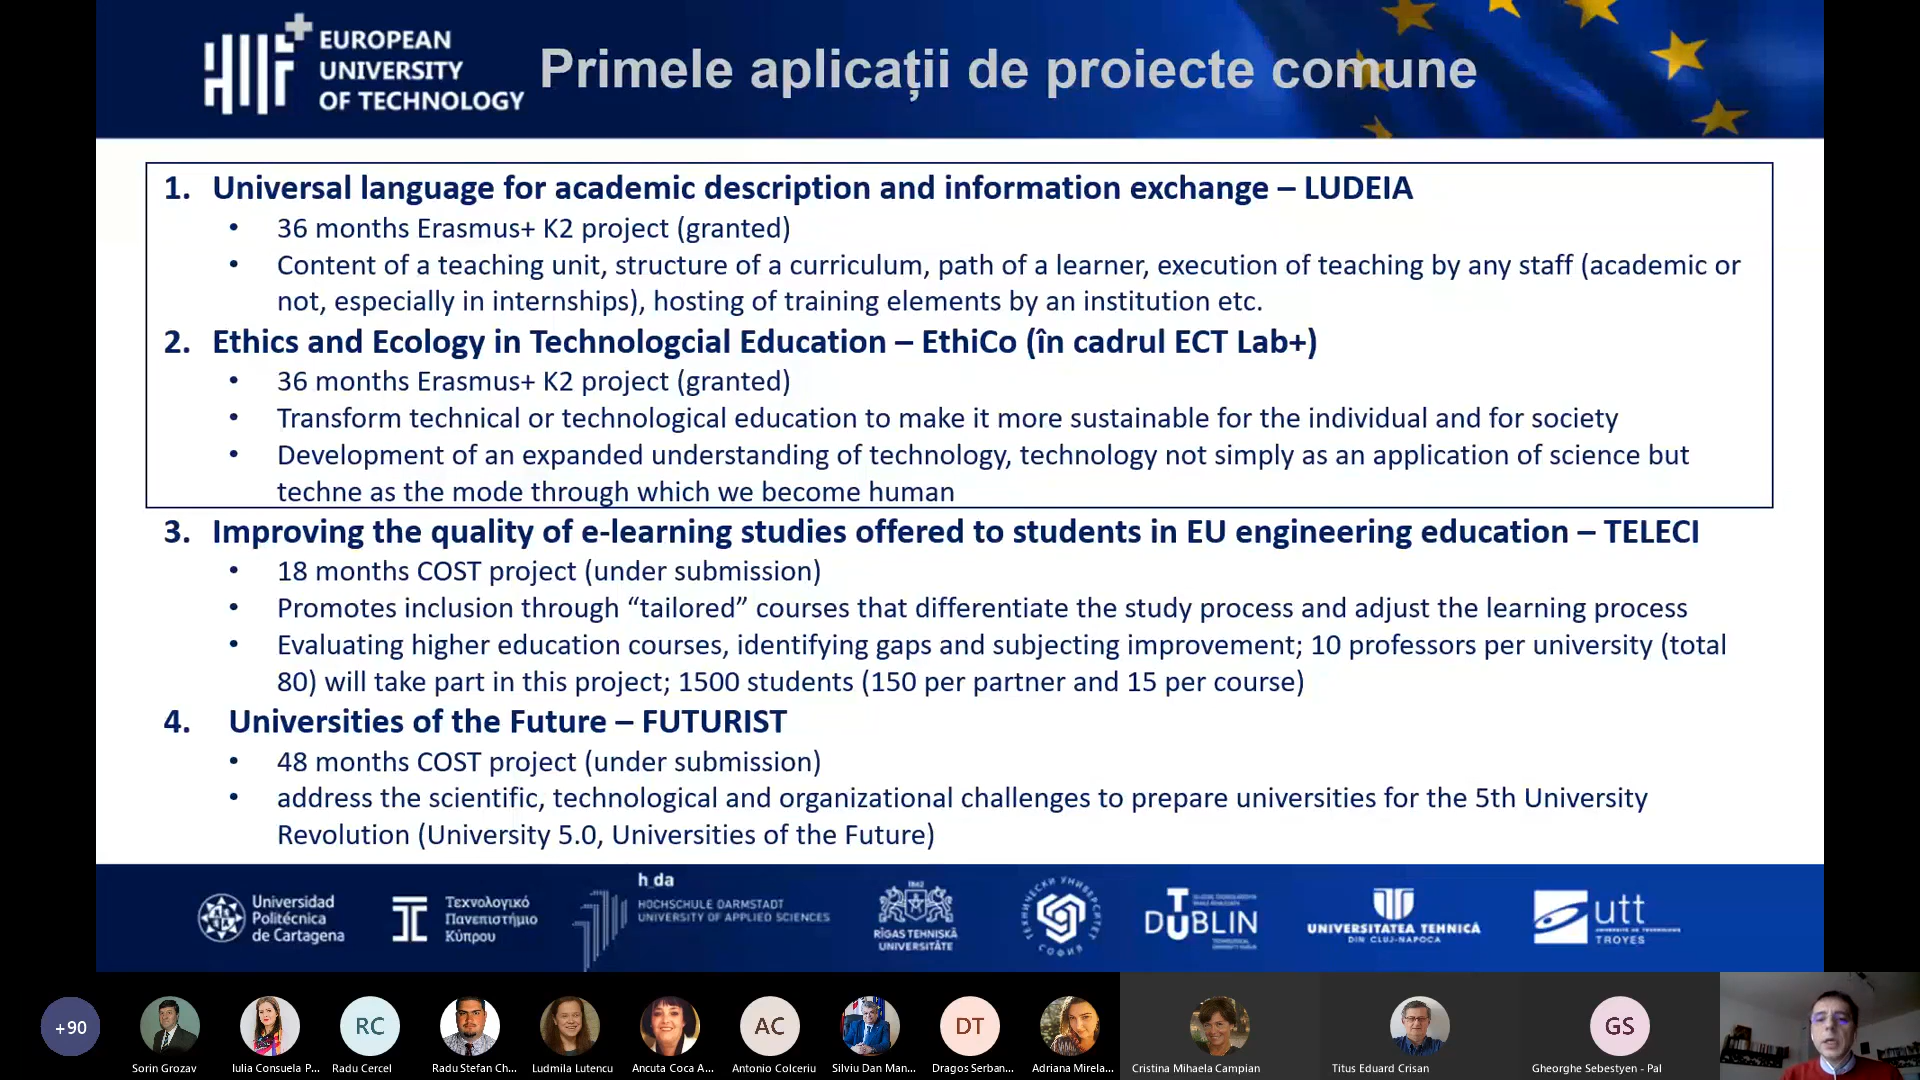 EUROPEAN
UNIVERSITY
OF TECHNOLOGY
Primele aplicații de proiecte comune
1. Universal language for academic description and information exchange – LUDEIA
• 36 months Erasmus+ K2 project (granted)
• Content of a teaching unit, structure of a curriculum, path of a learner, execution of teaching by any staff (academic or
not, especially in internships), hosting of training elements by an institution etc.
2. Ethics and Ecology in Technologcial Education – EthiCo (în cadrul ECT Lab+)
• 36 months Erasmus+ K2 project (granted)
• Transform technical or technological education to make it more sustainable for the individual and for society
• Development of an expanded understanding of technology, technology not simply as an application of science but
techne as the mode through which we become human
3. Improving the quality of e-learning studies offered to students in EU engineering education – TELECI
• 18 months COST project (under submission)
• Promotes inclusion through “tailored” courses that differentiate the study process and adjust the learning process
• Evaluating higher education courses, identifying gaps and subjecting improvement; 10 professors per university (total
80) will take part in this project; 1500 students (150 per partner and 15 per course)
4. Universities of the Future – FUTURIST
• 48 months COST project (under submission)
• address the scientific, technological and organizational challenges to prepare universities for the 5th University
Revolution (University 5.0, Universities of the Future)
Universidad
Politécnica
de Cartagena
Τεχνολογικό
Πανεπιστήμιο
Κύπρου
h_da
HOCHSCHULE DARMSTADT
UNIVERSITY OF APPLIED SCIENCES
1862
RĪGAS TEHNISKĀ
UNIVERSITĀTE
ТЕХНИЧЕСКИ УНИВЕРСИТЕТ
СОФИЯ
TU DUBLIN
UNIVERSITATEA TEHNICĂ
DIN CLUJ-NAPOCA
utt
UNIVERSITÉ DE TECHNOLOGIE
TROYES
+90
RC
AC
DT
GS
Sorin Grozav
Iulia Consuela P...
Radu Cercel
Radu Stefan Ch...
Ludmila Lutencu
Ancuta Coca A...
Antonio Colceriu
Silviu Dan Man...
Dragos Serban...
Adriana Mirela...
Cristina Mihaela Campian
Titus Eduard Crisan
Gheorghe Sebestyen - Pal